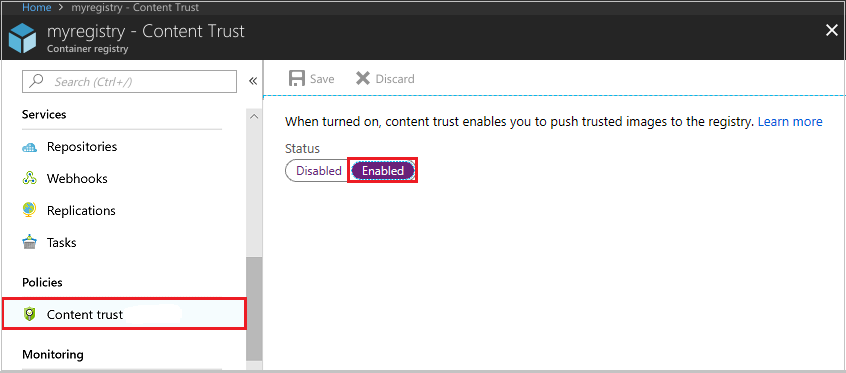 Home > myregistry - Content Trust
myregistry - Content Trust
Container registry
Search (Ctrl+/)
«
Save
Discard
Services
Repositories
Webhooks
Replications
Tasks
Policies
Content trust
Monitoring
When turned on, content trust enables you to push trusted images to the registry. Learn more
Status
Disabled
Enabled